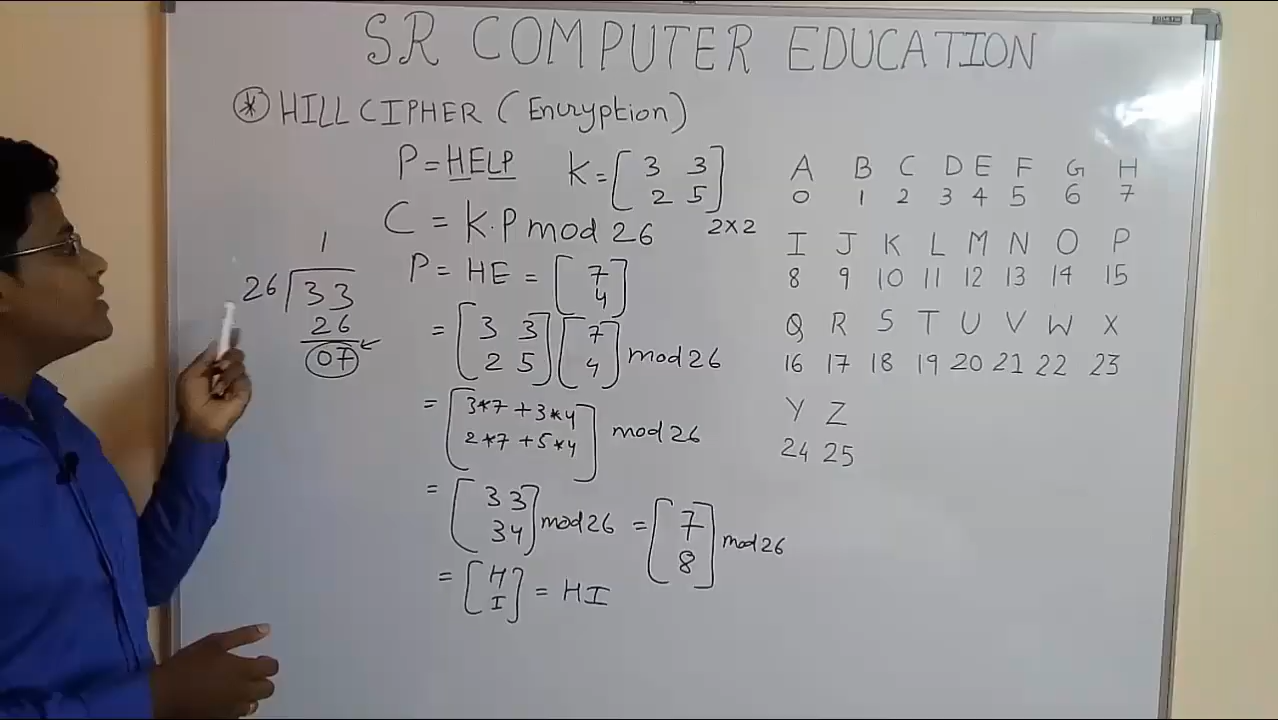 SR COMPUTER EDUCATION
* HILL CIPHER (Encryption)
P = HELP K = [3 3
2 5] 2x2
C = K.P mod 26
P = HE = [7
4]
= [3 3
2 5] [7
4] mod 26
= [3*7 + 3*4
2*7 + 5*4] mod 26
= [33
34] mod 26 = [7
8] mod 26
= [H
I] = HI
1
26 33
26
07 ←
A B C D E F G H
0 1 2 3 4 5 6 7
I J K L M N O P
8 9 10 11 12 13 14 15
Q R S T U V W X
16 17 18 19 20 21 22 23
Y Z
24 25